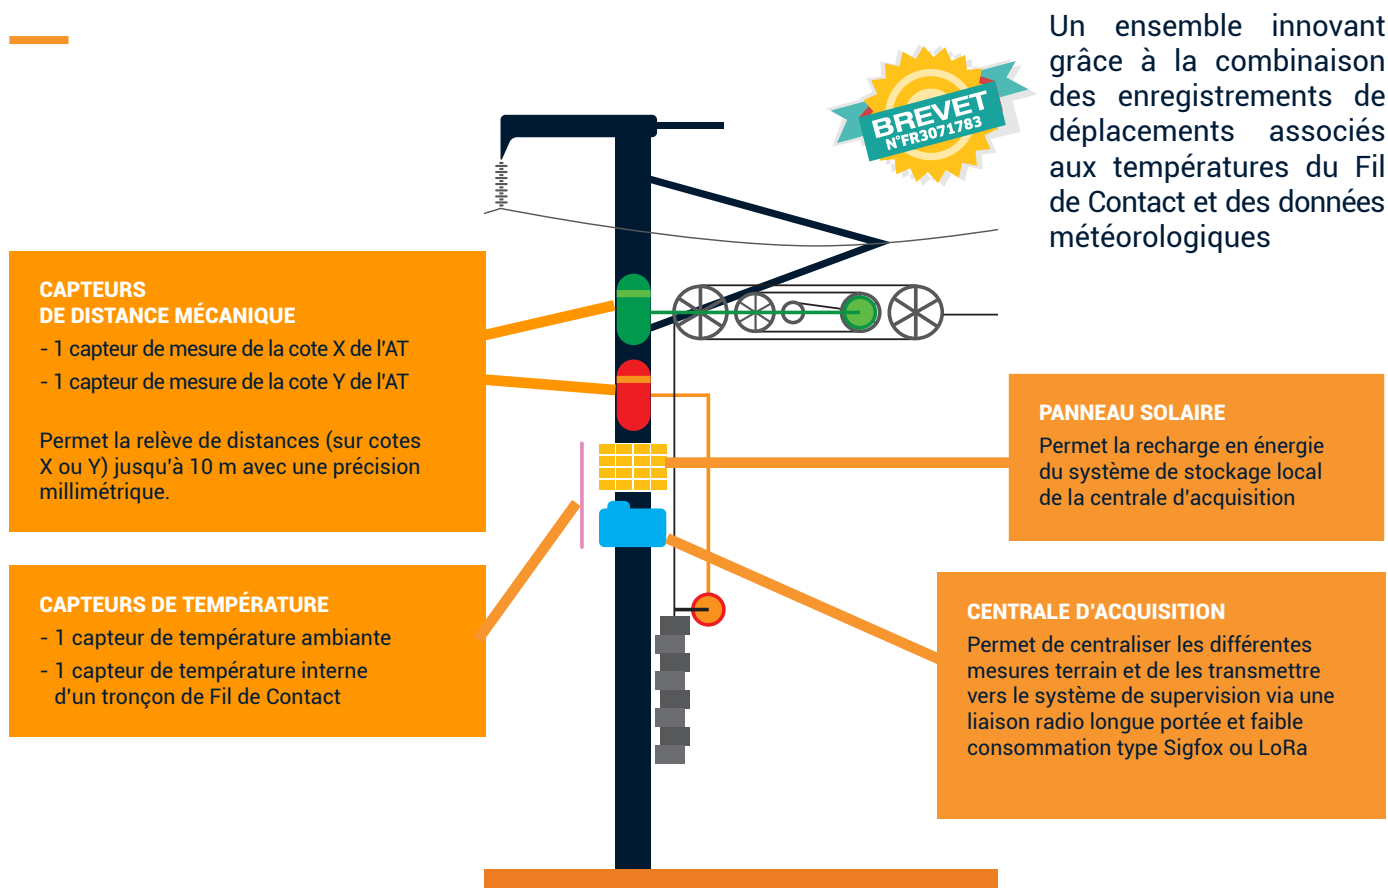 Un ensemble innovant
grâce à la combinaison
des enregistrements de
déplacements associés
aux températures du Fil
de Contact et des données
météorologiques
BREVET
N°FR3071783
CAPTEURS
DE DISTANCE MÉCANIQUE
- 1 capteur de mesure de la cote X de l'AT
- 1 capteur de mesure de la cote Y de l'AT
Permet la relève de distances (sur cotes
X ou Y) jusqu'à 10 m avec une précision
millimétrique.
PANNEAU SOLAIRE
Permet la recharge en énergie
du système de stockage local
de la centrale d'acquisition
CAPTEURS DE TEMPÉRATURE
- 1 capteur de température ambiante
- 1 capteur de température interne
d'un tronçon de Fil de Contact
CENTRALE D'ACQUISITION
Permet de centraliser les différentes
mesures terrain et de les transmettre
vers le système de supervision via une
liaison radio longue portée et faible
consommation type Sigfox ou LoRa